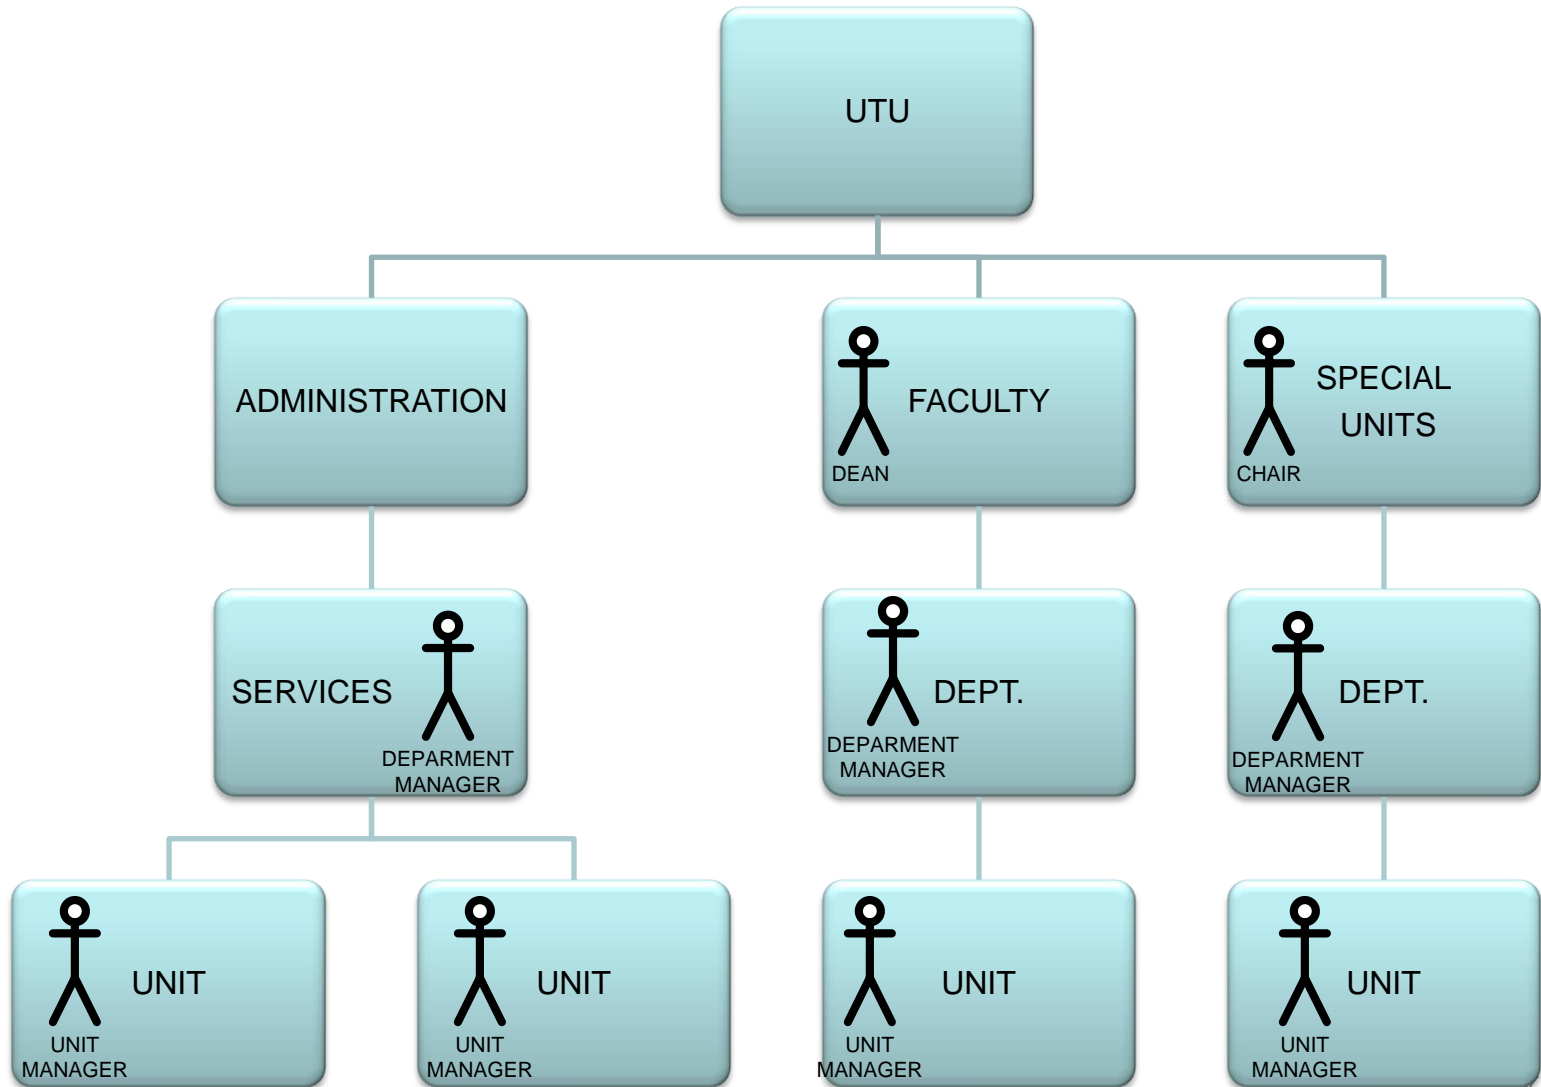 UTU
ADMINISTRATION
FACULTY
DEAN
SPECIAL
UNITS
CHAIR
SERVICES
DEPARMENT
MANAGER
DEPT.
DEPARMENT
MANAGER
DEPT.
DEPARMENT
MANAGER
UNIT
UNIT
MANAGER
UNIT
UNIT
MANAGER
UNIT
UNIT
MANAGER
UNIT
UNIT
MANAGER